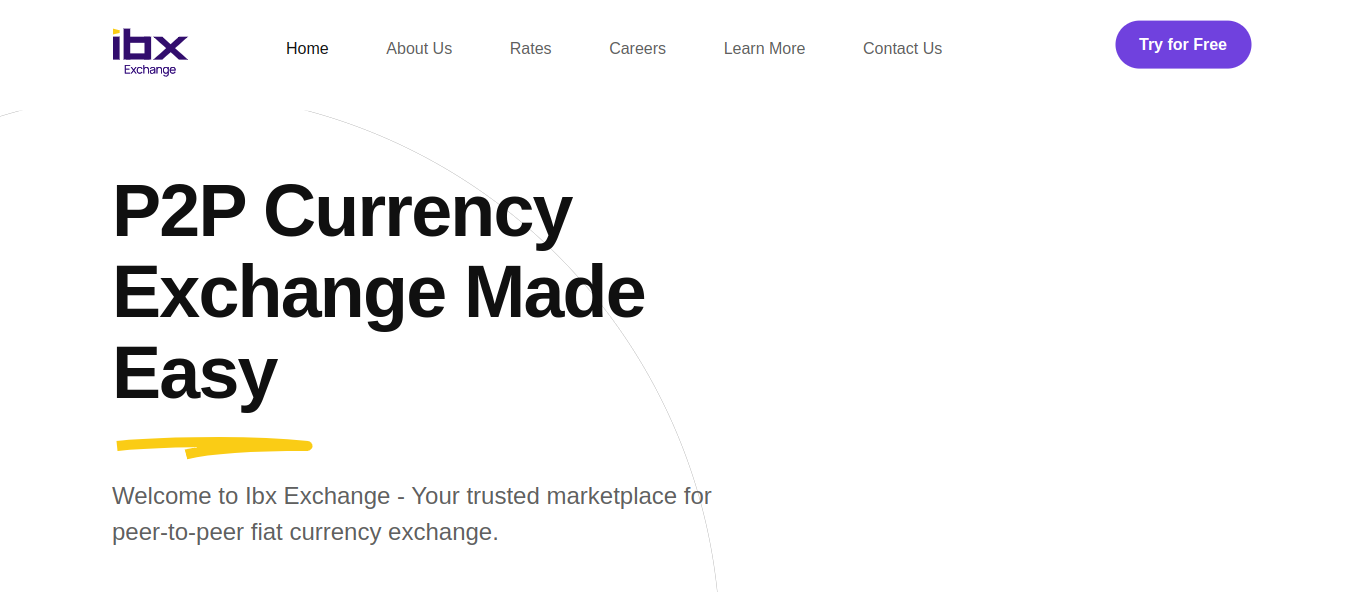 ibx
Exchange
Home
About Us
Rates
Careers
Learn More
Contact Us
Try for Free
P2P Currency
Exchange Made
Easy
Welcome to Ibx Exchange - Your trusted marketplace for
peer-to-peer fiat currency exchange.